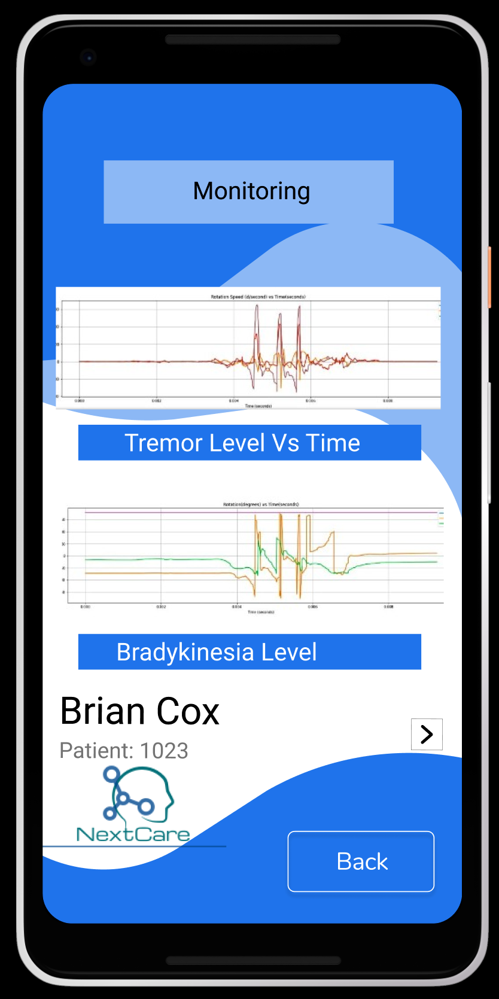 Monitoring
Rotation Speed (d/second) vs Time(seconds)
0
0.000 0.002 0.004 0.006 0.008
Time (seconds)
Tremor Level Vs Time
Rotation(degrees) vs Time(seconds)
0
0.000 0.002 0.004 0.006 0.008
Time (seconds)
Bradykinesia Level
Brian Cox
Patient: 1023
NextCare
Back